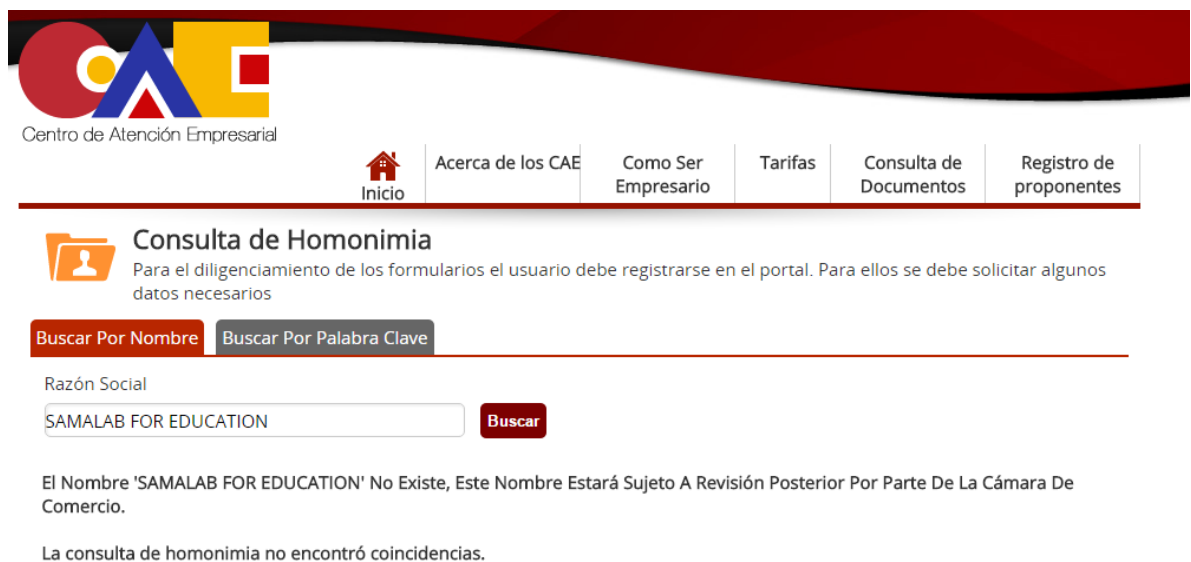 CAE
Centro de Atención Empresarial
Inicio
Acerca de los CAE
Como Ser
Empresario
Tarifas
Consulta de
Documentos
Registro de
proponentes
Consulta de Homonimia
Para el diligenciamiento de los formularios el usuario debe registrarse en el portal. Para ellos se debe solicitar algunos
datos necesarios
Buscar Por Nombre
Buscar Por Palabra Clave
Razón Social
SAMALAB FOR EDUCATION
Buscar
El Nombre 'SAMALAB FOR EDUCATION' No Existe, Este Nombre Estará Sujeto A Revisión Posterior Por Parte De La Cámara De
Comercio.
La consulta de homonimia no encontró coincidencias.